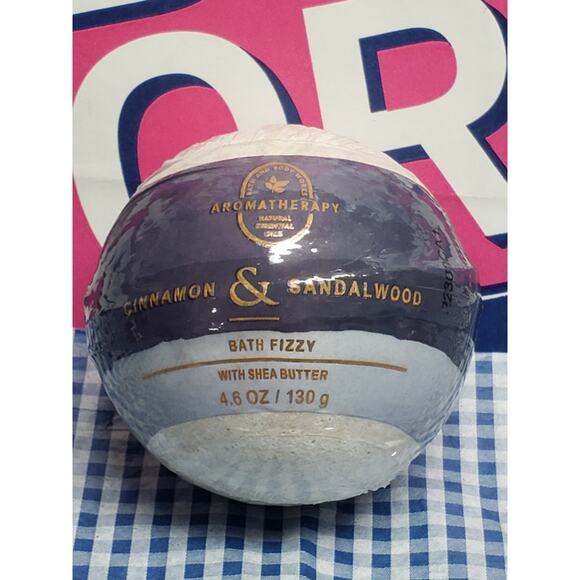 OR
BATH AND BODY WORKS
AROMATHERAPY
NATURAL
ESSENTIAL
OILS
CINNAMON & SANDALWOOD
BATH FIZZY
WITH SHEA BUTTER
4.6 OZ / 130 g